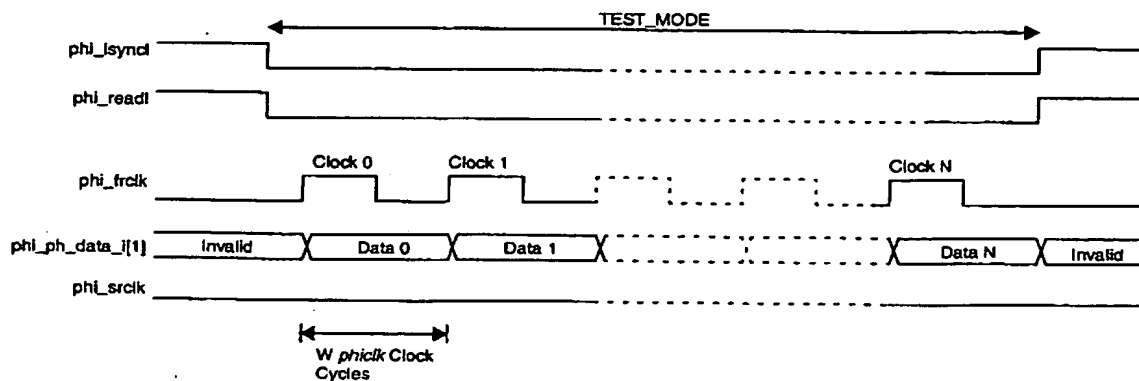 TEST_MODE
phi_lsyncl
phi_readl
Clock 0 Clock 1 Clock N
phi_frclk
phi_ph_data_i[1] Invalid Data 0 Data 1 Data N Invalid
phi_srclk
W phiclk Clock
Cycles